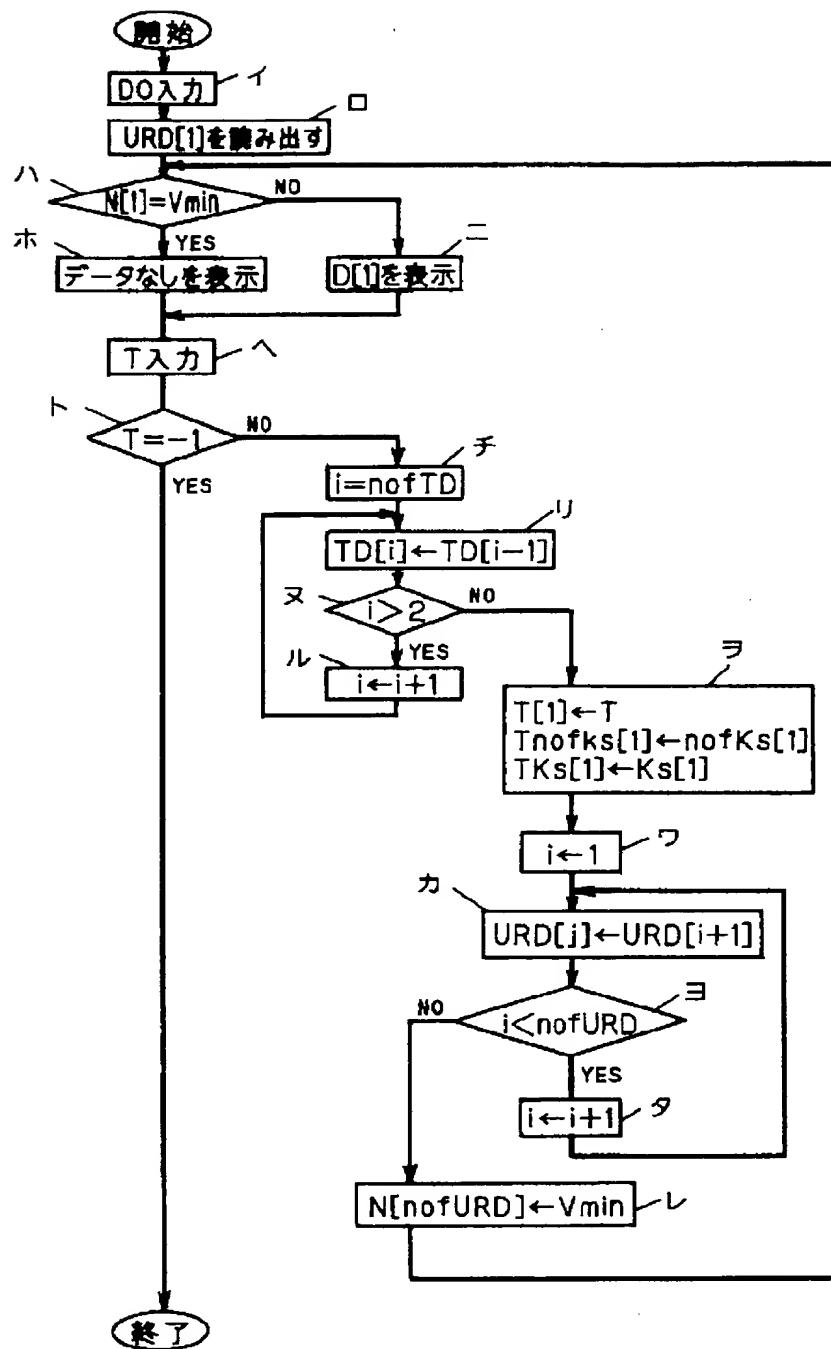 開始
DO入力
イ
URD[1]を読み出す
ロ
ハ
N[1]=Vmin
NO
YES
ホ
データなしを表示
ニ
D[1]を表示
T入力
ヘ
ト
T=-1
NO
YES
チ
i=nofTD
リ
TD[i]←TD[i-1]
ヌ
i>2
NO
YES
ル
i←i+1
ヲ
T[1]←T
Tnofks[1]←nofKs[1]
TKs[1]←Ks[1]
ワ
i←1
カ
URD[j]←URD[i+1]
ヨ
i<nofURD
NO
YES
i←i+1
タ
N[nofURD]←Vmin
レ
終了